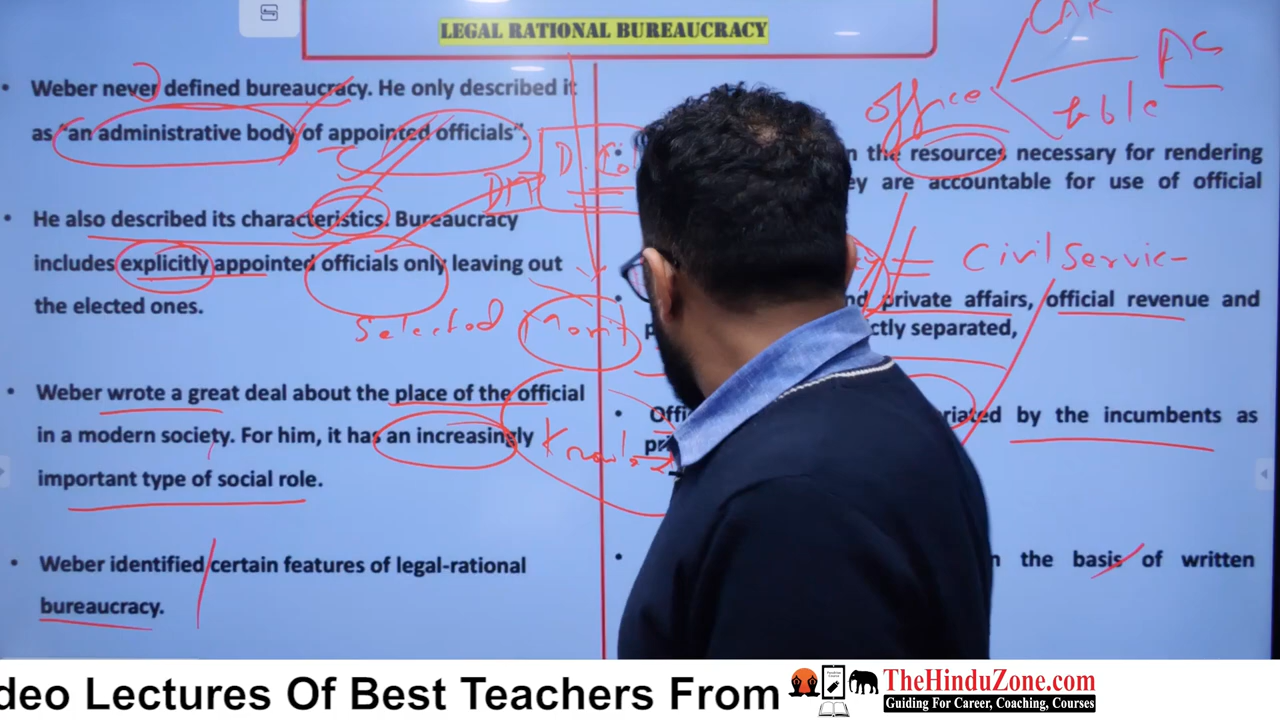 LEGAL RATIONAL BUREAUCRACY
• Weber never defined bureaucracy. He only described it
as "an administrative body of appointed officials".
• He also described its characteristics. Bureaucracy
includes explicitly appointed officials only leaving out
the elected ones.
selected
merit
• Weber wrote a great deal about the place of the official
in a modern society. For him, it has an increasingly
important type of social role.
• Weber identified certain features of legal-rational
bureaucracy.
CAR
AC
office
table
DM
the resources necessary for rendering
are accountable for use of official
Civil Servic-
private affairs, official revenue and
separated,
by the incumbents as
the basis of written
Lectures Of Best Teachers From
TheHinduZone.com
Guiding For Career, Coaching, Courses